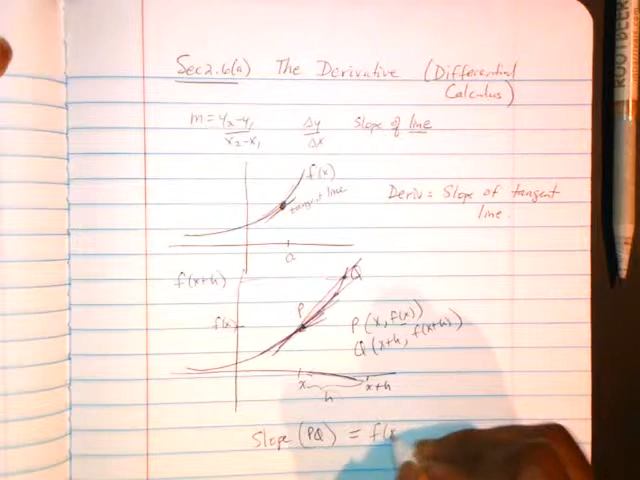 Sec 2.6(a) The Derivative (Differential
Calculus)
m = y₂-y₁ / x₂-x₁ Δy/Δx Slope of line
f(x)
tangent line
Deriv = Slope of tangent
line.
a
f(x+h)
Q
P
f(x)
P(x, f(x))
Q(x+h, f(x+h))
x x+h
h
Slope (PQ) = f(x
ROOTBEER